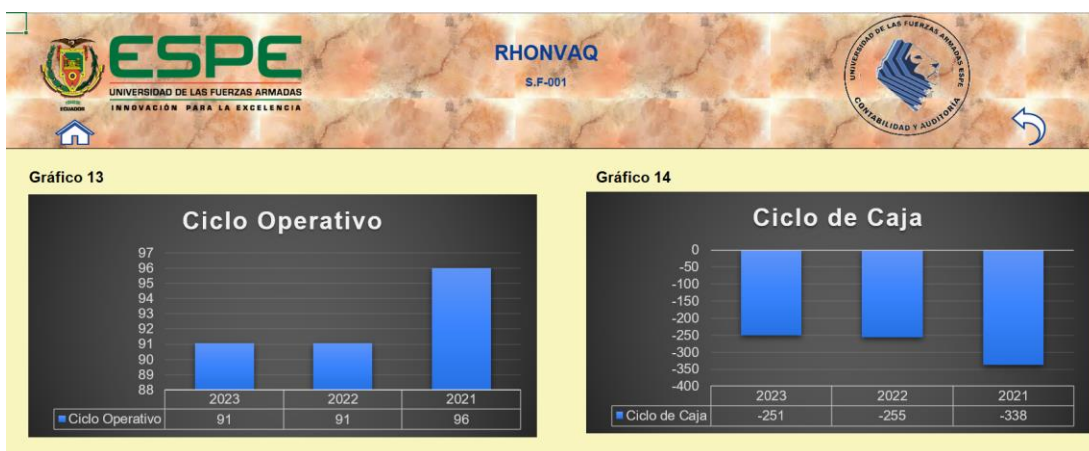 ESPE
UNIVERSIDAD DE LAS FUERZAS ARMADAS
INNOVACIÓN PARA LA EXCELENCIA
ECUADOR
RHONVAQ
S.F-001
UNIVERSIDAD DE LAS FUERZAS ARMADAS ESPE
CONTABILIDAD Y AUDITORÍA
Gráfico 13
Ciclo Operativo
97
96
95
94
93
92
91
90
89
88
2023 2022 2021
Ciclo Operativo 91 91 96
Gráfico 14
Ciclo de Caja
0
-50
-100
-150
-200
-250
-300
-350
-400
2023 2022 2021
Ciclo de Caja -251 -255 -338